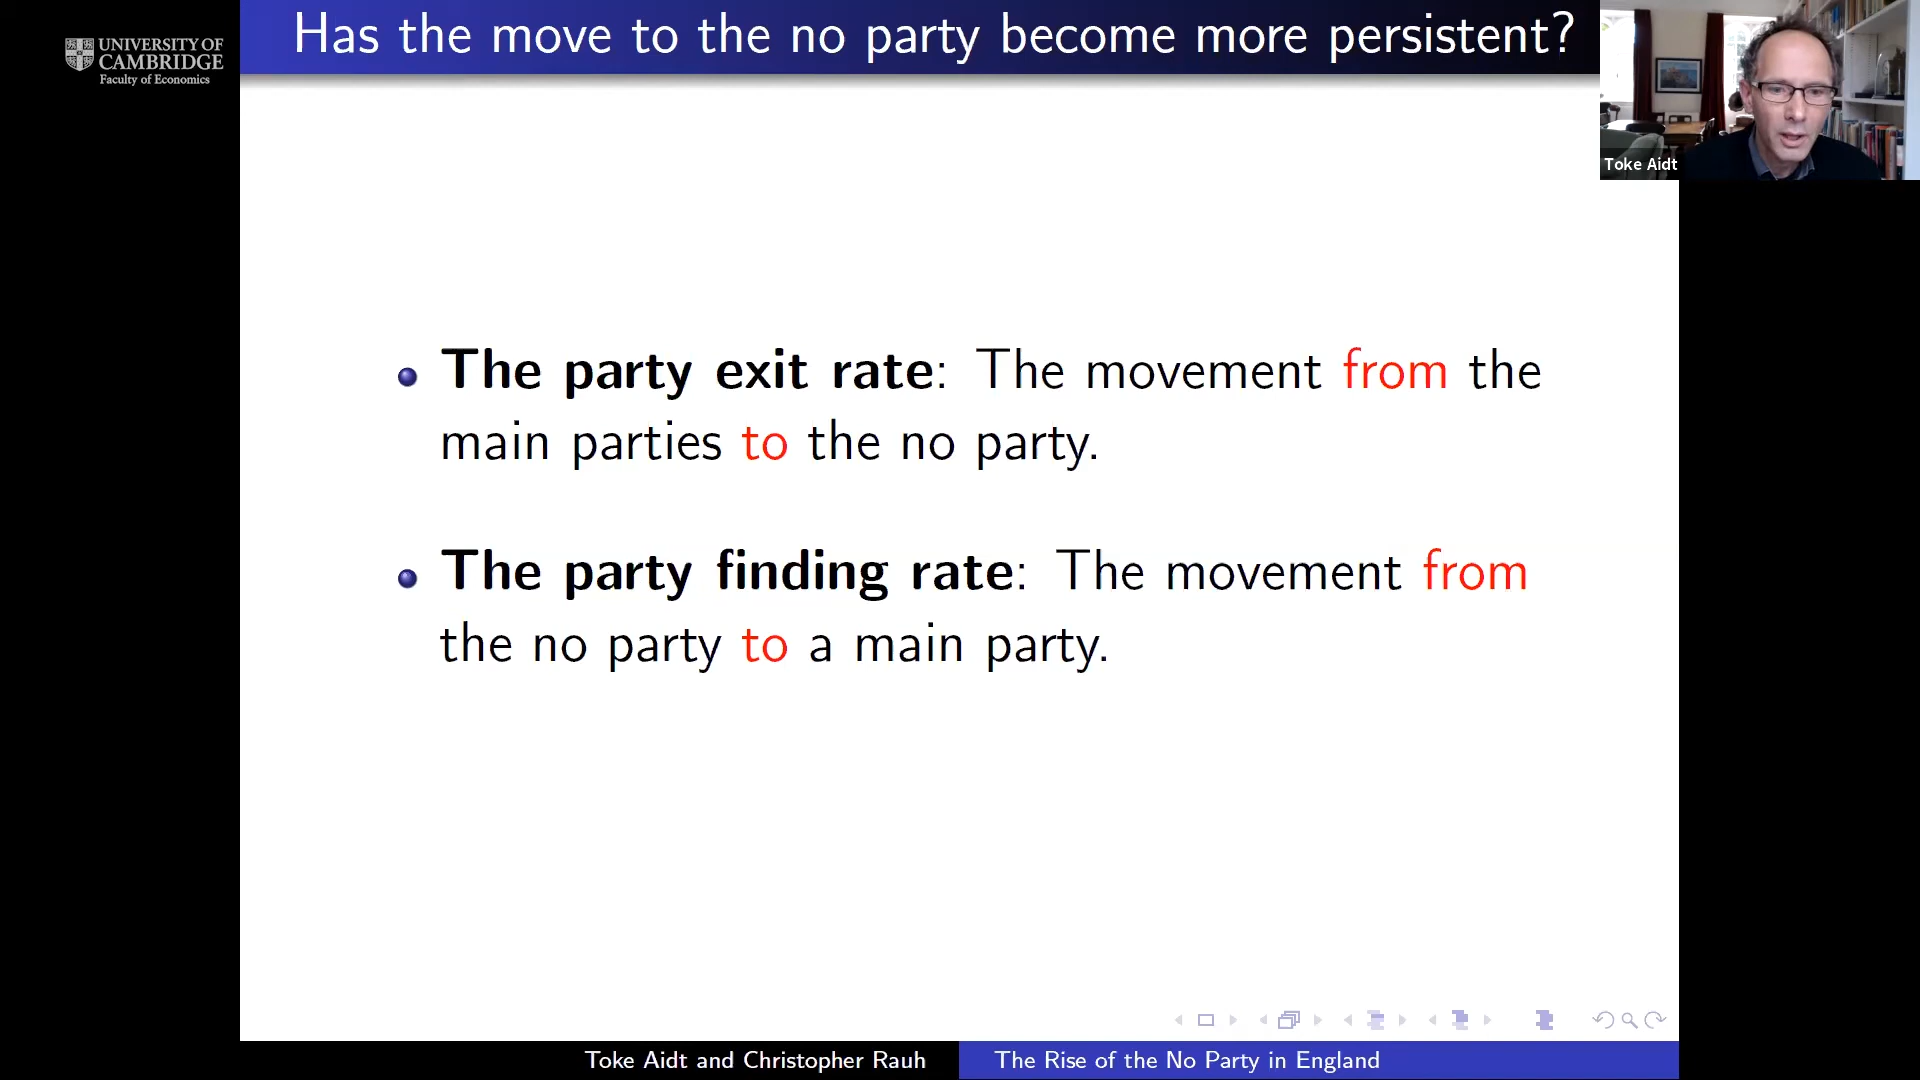 UNIVERSITY OF
CAMBRIDGE
Faculty of Economics
Has the move to the no party become more persistent?
Toke Aidt
The party exit rate: The movement from the
main parties to the no party.
The party finding rate: The movement from
the no party to a main party.
Toke Aidt and Christopher Rauh
The Rise of the No Party in England